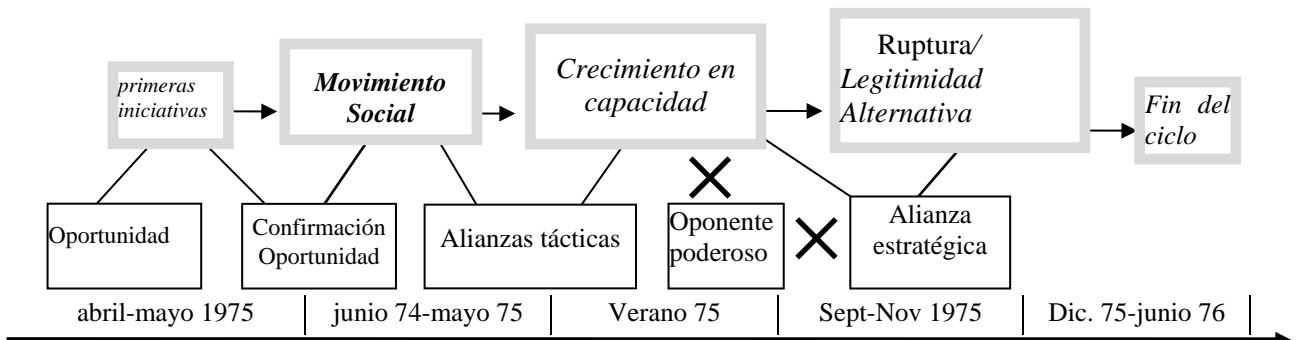 primeras
iniciativas
Movimiento
Social
Crecimiento en
capacidad
Ruptura/
Legitimidad
Alternativa
Fin del
ciclo
Oportunidad
Confirmación
Oportunidad
Alianzas tácticas
Oponente
poderoso
Alianza
estratégica
abril-mayo 1975
junio 74-mayo 75
Verano 75
Sept-Nov 1975
Dic. 75-junio 76